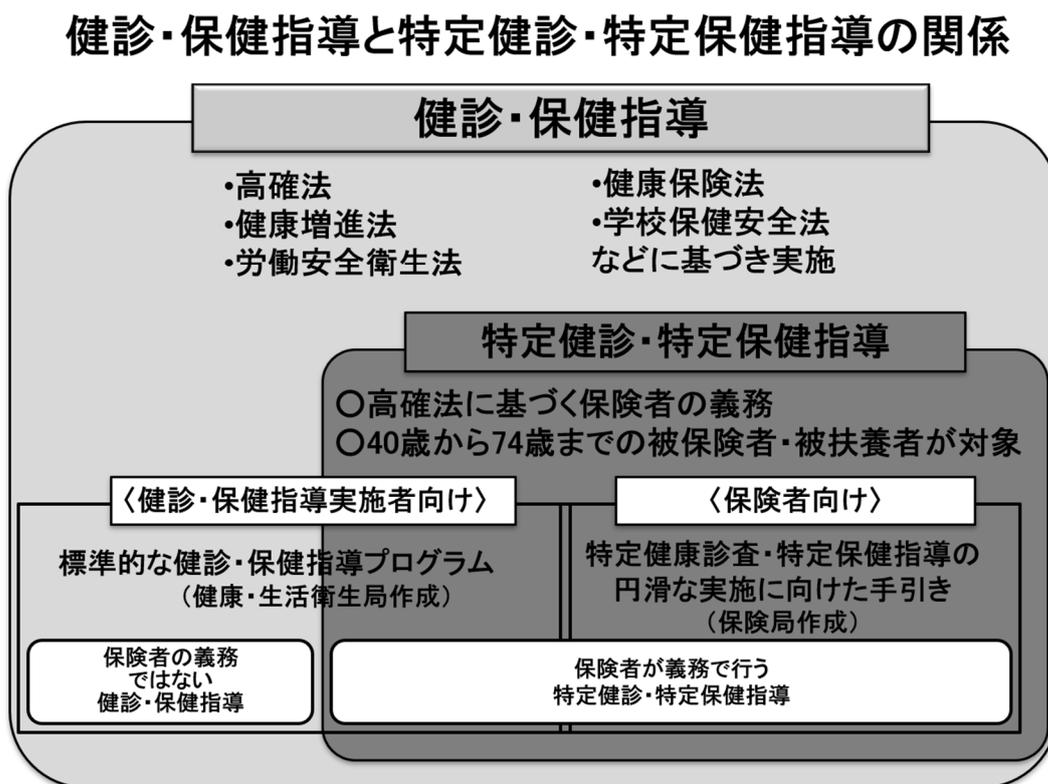 健診・保健指導と特定健診・特定保健指導の関係
健診・保健指導
・高確法
・健康増進法
・労働安全衛生法
・健康保険法
・学校保健安全法
などに基づき実施
特定健診・特定保健指導
○高確法に基づく保険者の義務
○40歳から74歳までの被保険者・被扶養者が対象
〈健診・保健指導実施者向け〉
標準的な健診・保健指導プログラム
（健康・生活衛生局作成）
〈保険者向け〉
特定健康診査・特定保健指導の
円滑な実施に向けた手引き
（保険局作成）
保険者の義務
ではない
健診・保健指導
保険者が義務で行う
特定健診・特定保健指導